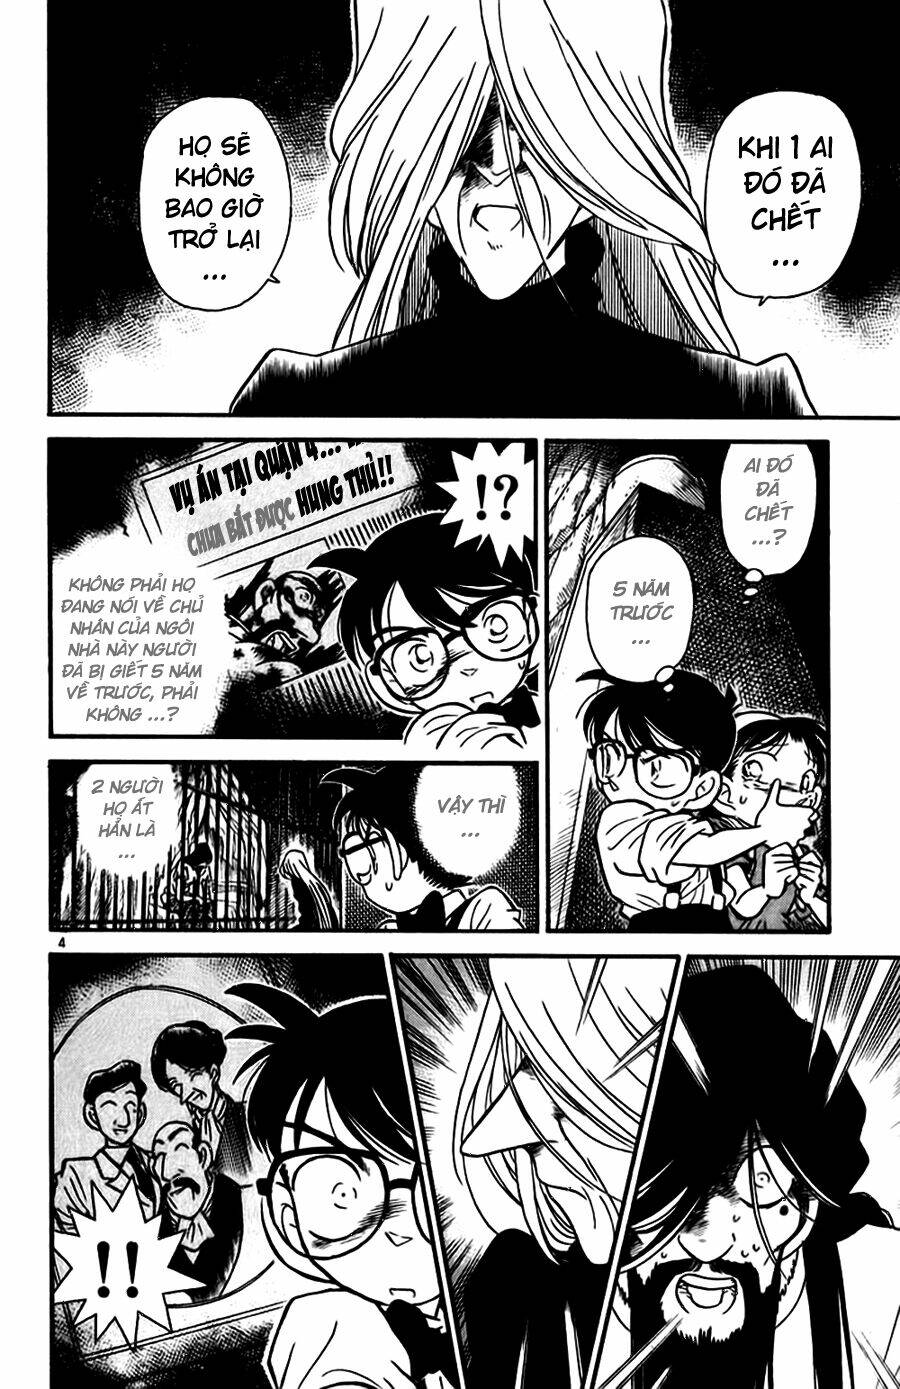 KHI 1 AI
ĐÓ ĐÃ
CHẾT
...
HỌ SẼ
KHÔNG
BAO GIỜ
TRỞ LẠI
...
AI ĐÓ
ĐÃ
CHẾT
...?
5 NĂM
TRƯỚC
...
!?
VỤ ÁN TẠI QUẬN 4...
CHƯA BẮT ĐƯỢC HUNG THỦ!!
KHÔNG PHẢI HỌ
ĐANG NÓI VỀ CHỦ
NHÂN CỦA NGÔI
NHÀ NÀY NGƯỜI
ĐÃ BỊ GIẾT 5 NĂM
VỀ TRƯỚC, PHẢI
KHÔNG ...?
VẬY THÌ
...
2 NGƯỜI
HỌ ÁT
HẲN LÀ
...
4
!!